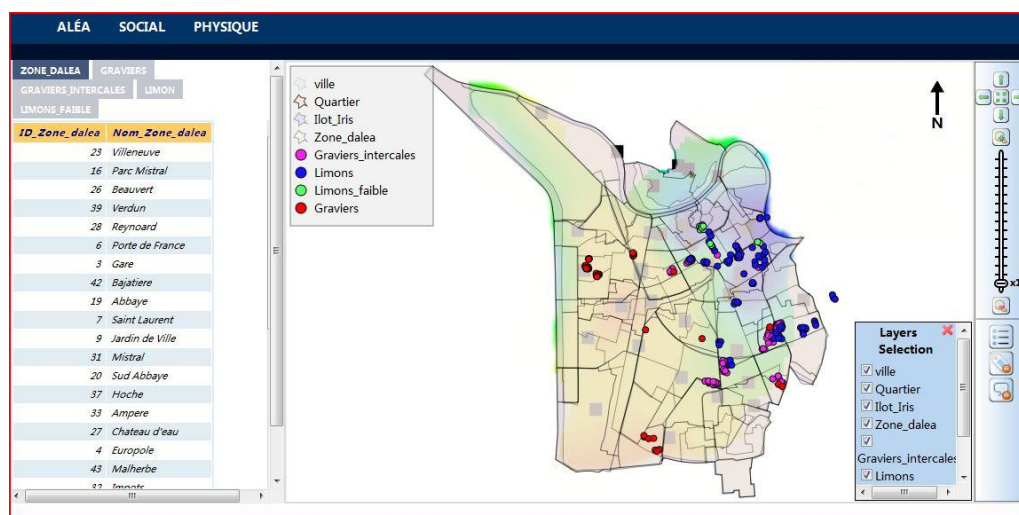 ALÉA SOCIAL PHYSIQUE
ZONE_DALEA GRAVIERS
GRAVIERS_INTERCALES LIMON
LIMONS_FAIBLE
ID_Zone_dalea Nom_Zone_dalea
23 Villeneuve
16 Parc Mistral
26 Beauvert
39 Verdun
28 Reynoard
6 Porte de France
3 Gare
42 Bajatiere
19 Abbaye
7 Saint Laurent
9 Jardin de Ville
31 Mistral
20 Sud Abbaye
37 Hoche
33 Ampere
27 Chateau d'eau
4 Europole
43 Malherbe
32 Impots
ville
Quartier
Ilot_Iris
Zone_dalea
Graviers_intercales
Limons
Limons_faible
Graviers
N
x1
Layers
Selection
ville
Quartier
Ilot_Iris
Zone_dalea
Graviers_intercales
Limons